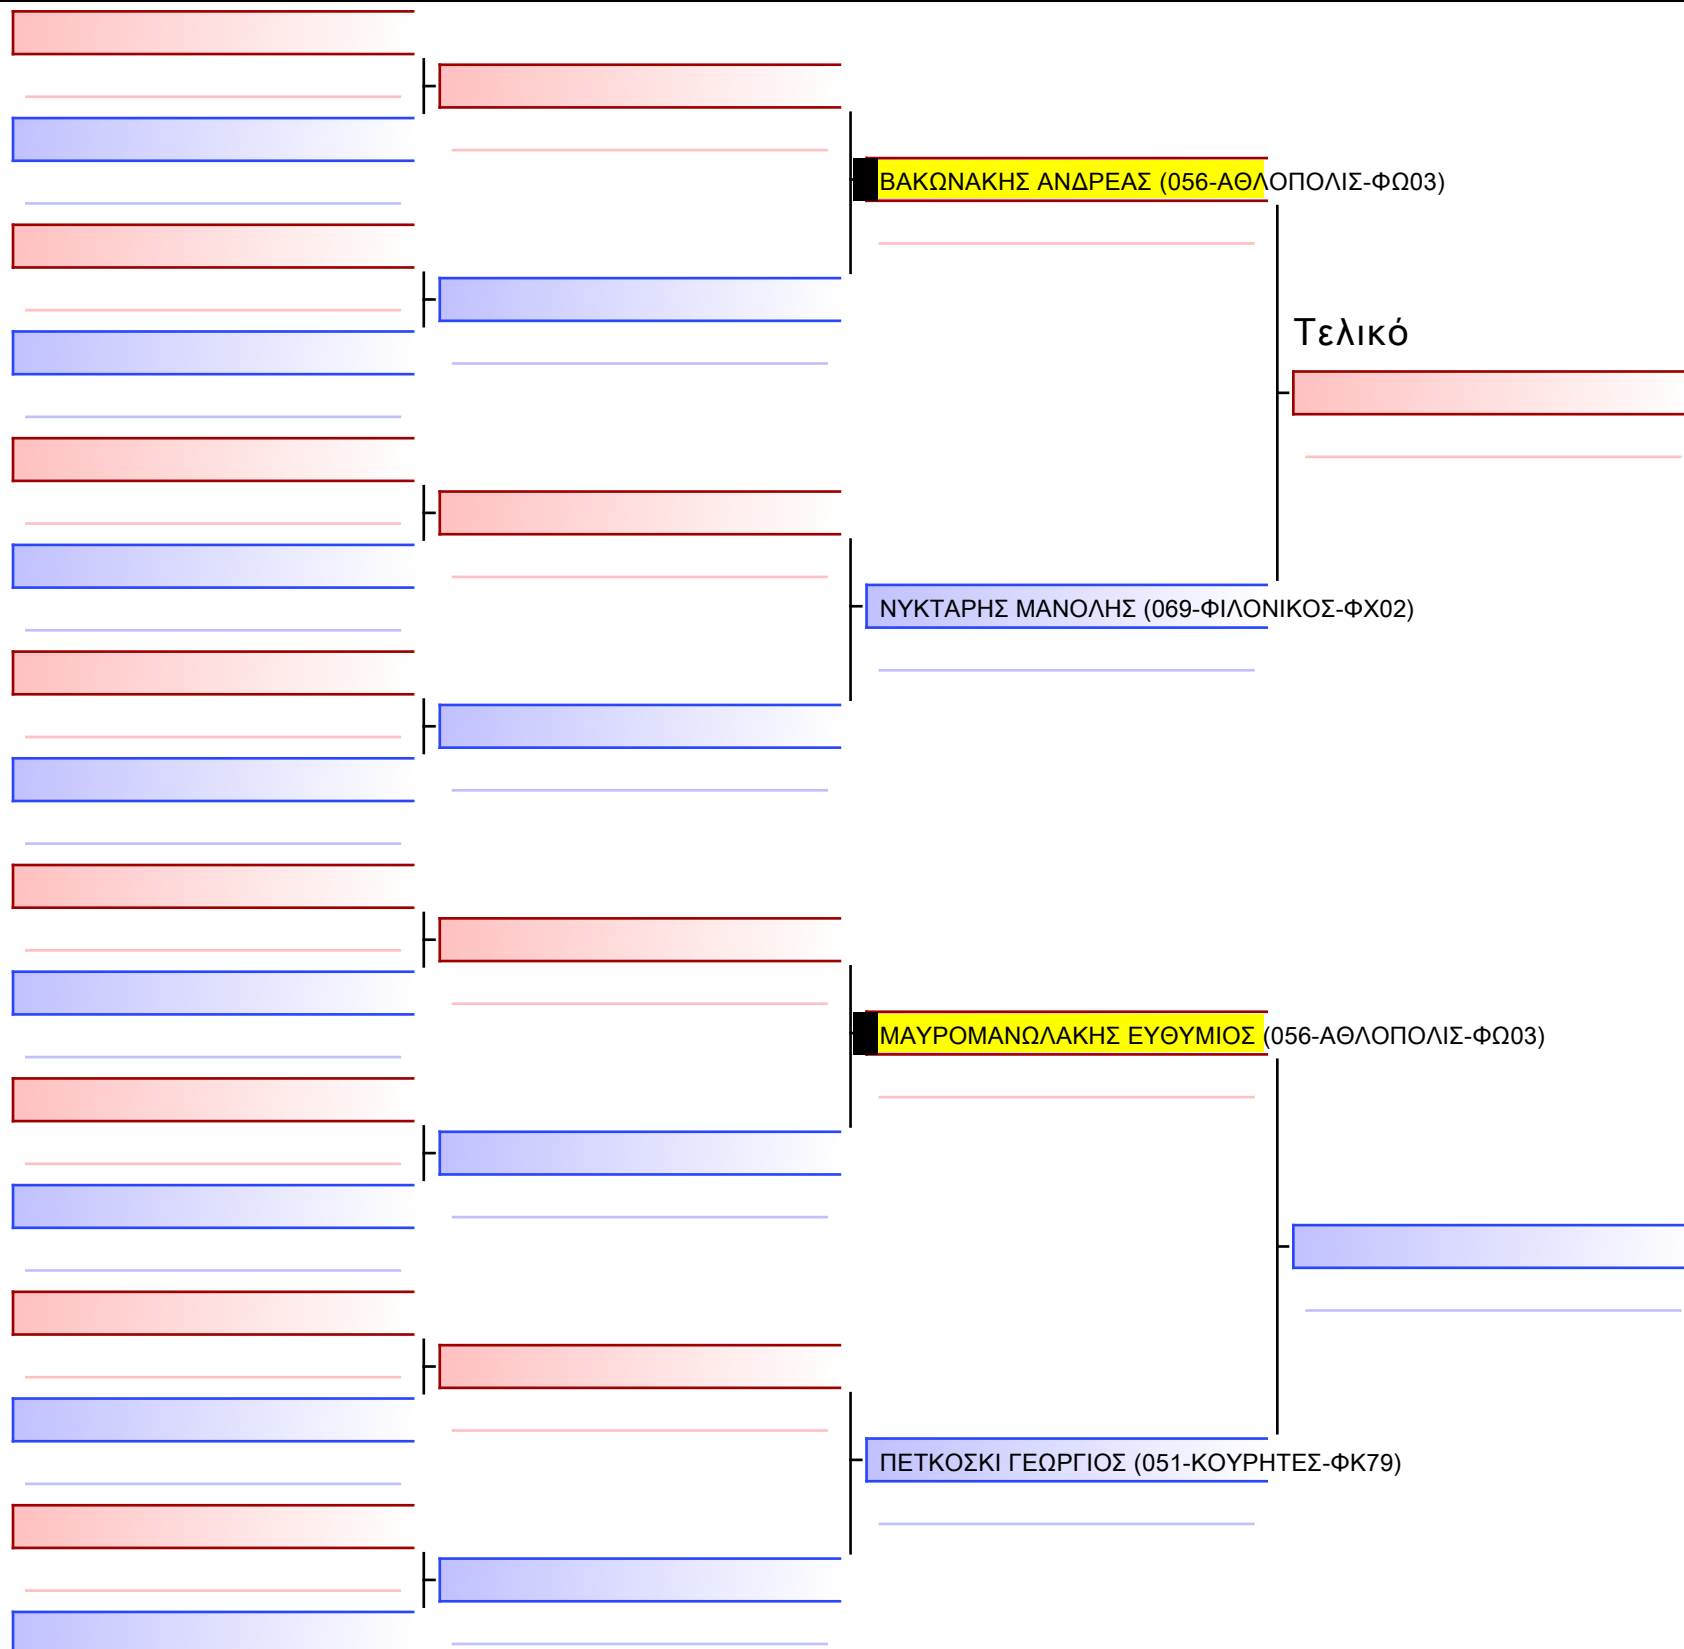 ΒΑΚΩΝΑΚΗΣ ΑΝΔΡΕΑΣ (056-ΑΘΛΟΠΟΛΙΣ-ΦΩ03)
Τελικό
ΝΥΚΤΑΡΗΣ ΜΑΝΟΛΗΣ (069-ΦΙΛΟΝΙΚΟΣ-ΦΧ02)
ΜΑΥΡΟΜΑΝΩΛΑΚΗΣ ΕΥΘΥΜΙΟΣ (056-ΑΘΛΟΠΟΛΙΣ-ΦΩ03)
ΠΕΤΚΟΣΚΙ ΓΕΩΡΓΙΟΣ (051-ΚΟΥΡΗΤΕΣ-ΦΚ79)